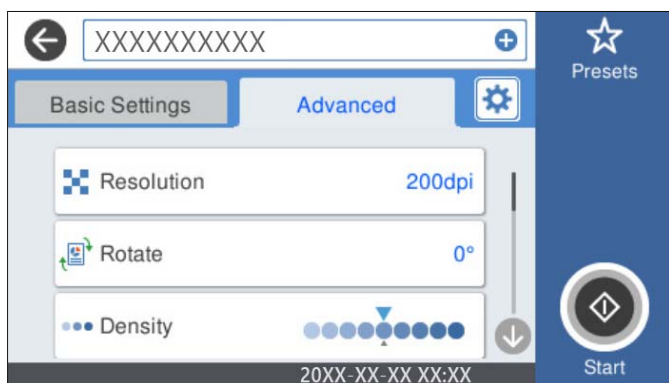 XXXXXXXXXX
Presets
Basic Settings
Advanced
Resolution 200dpi
Rotate 0°
Density
20XX-XX-XX XX:XX
Start